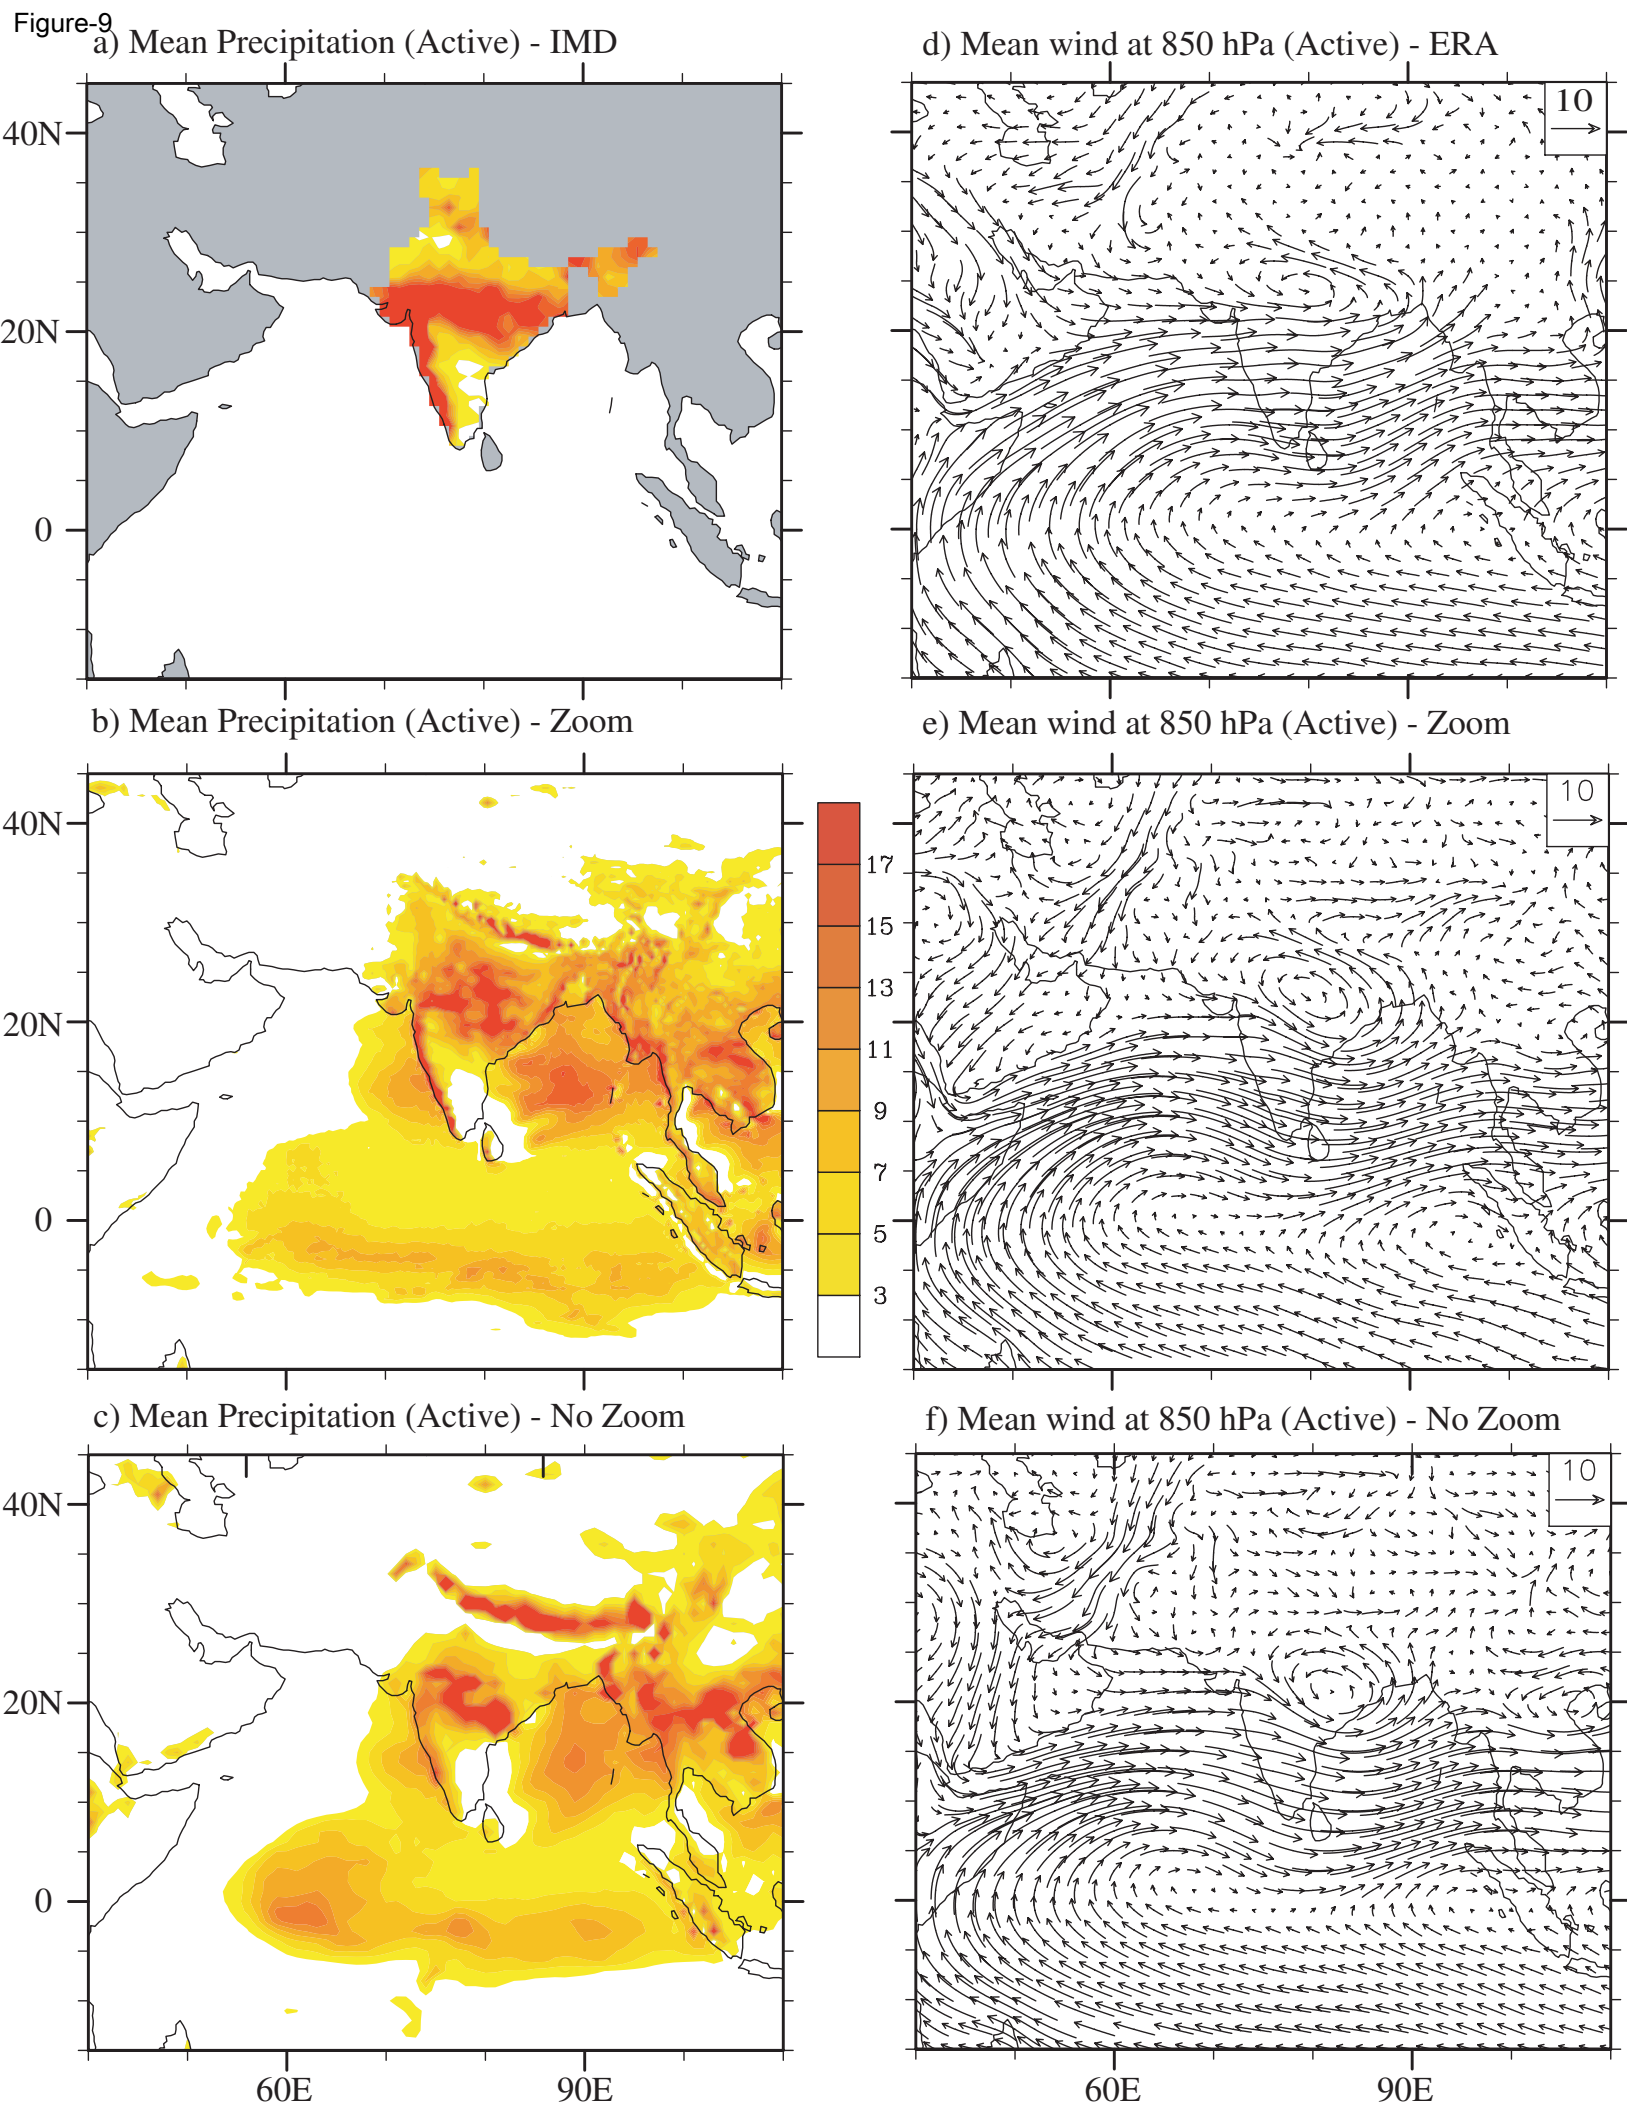 Figure-9
a) Mean Precipitation (Active) - IMD
40N
20N
0
b) Mean Precipitation (Active) - Zoom
40N
20N
0
c) Mean Precipitation (Active) - No Zoom
40N
20N
0
60E
90E
17
15
13
11
9
7
5
3
d) Mean wind at 850 hPa (Active) - ERA
10
e) Mean wind at 850 hPa (Active) - Zoom
10
f) Mean wind at 850 hPa (Active) - No Zoom
10
60E
90E